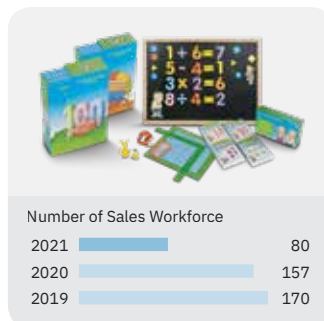 1 + 6 = 7
5 - 4 = 1
3 × 2 = 6
8 ÷ 4 = 2
100
Number of Sales Workforce
2021 80
2020 157
2019 170